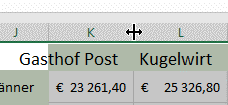 J K L
Gasthof Post Kugelwirt
änner € 23 261,40 € 25 326,80